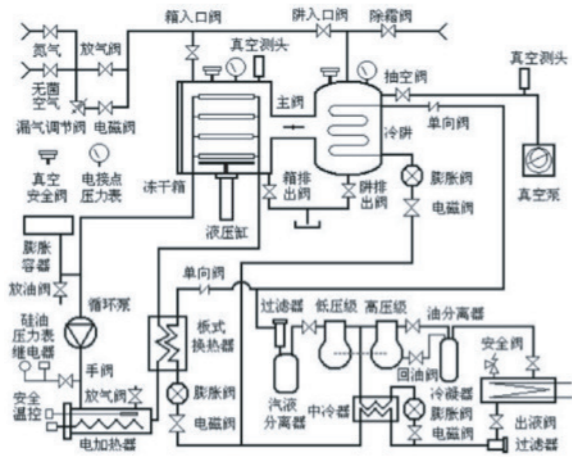 箱入口阀
阱入口阀
除霜阀
氮气
放气阀
真空测头
真空测头
无菌
空气
主阀
抽空阀
单向阀
漏气调节阀
电磁阀
冷阱
真空
安全阀
电接点
压力表
冻干箱
箱排
出阀
阱排
出阀
膨胀阀
真空泵
电磁阀
液压缸
膨胀
容器
放油阀
循环泵
单向阀
过滤器
低压级
高压级
油分离器
硅油
压力表
继电器
板式
换热器
安全阀
手阀
回油阀
放气阀
膨胀阀
汽液
分离器
中冷器
冷凝器
膨胀阀
电磁阀
出液阀
安全
温控
电磁阀
电加热器
过滤器